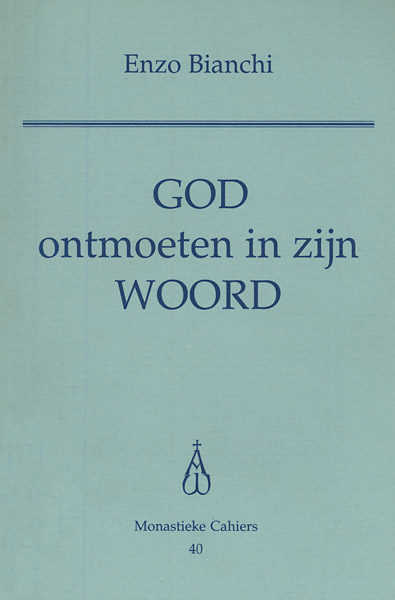 Enzo Bianchi
GOD
ontmoeten in zijn
WOORD
Monastieke Cahiers
40